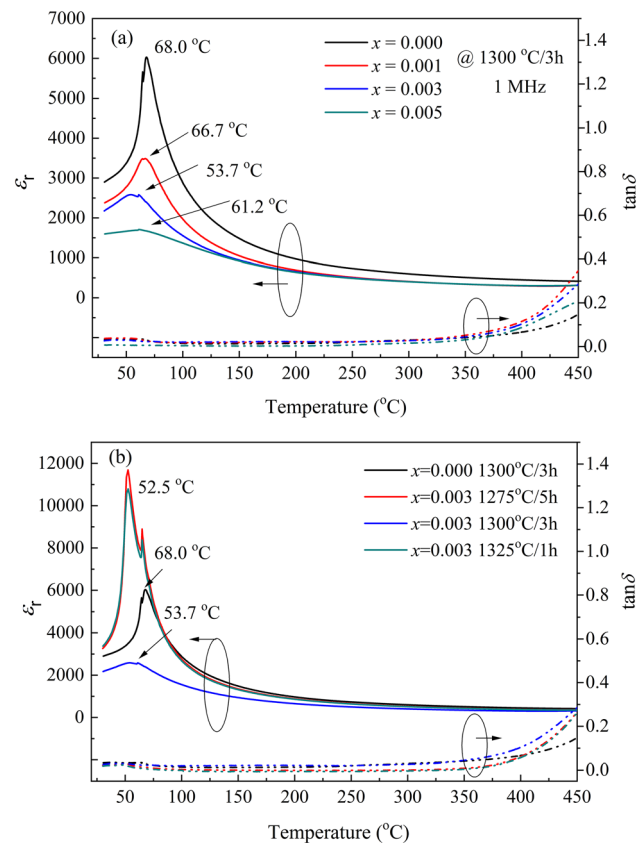 (a)
7000
6000
5000
4000
3000
2000
1000
0
εr
68.0 °C
66.7 °C
53.7 °C
61.2 °C
x = 0.000
x = 0.001
x = 0.003
x = 0.005
@ 1300 °C/3h
1 MHz
1.4
1.2
1.0
0.8
0.6
0.4
0.2
0.0
tanδ
50 100 150 200 250 300 350 400 450
Temperature (°C)
(b)
12000
10000
8000
6000
4000
2000
0
εr
52.5 °C
68.0 °C
53.7 °C
x=0.000 1300°C/3h
x=0.003 1275°C/5h
x=0.003 1300°C/3h
x=0.003 1325°C/1h
1.4
1.2
1.0
0.8
0.6
0.4
0.2
0.0
tanδ
50 100 150 200 250 300 350 400 450
Temperature (°C)